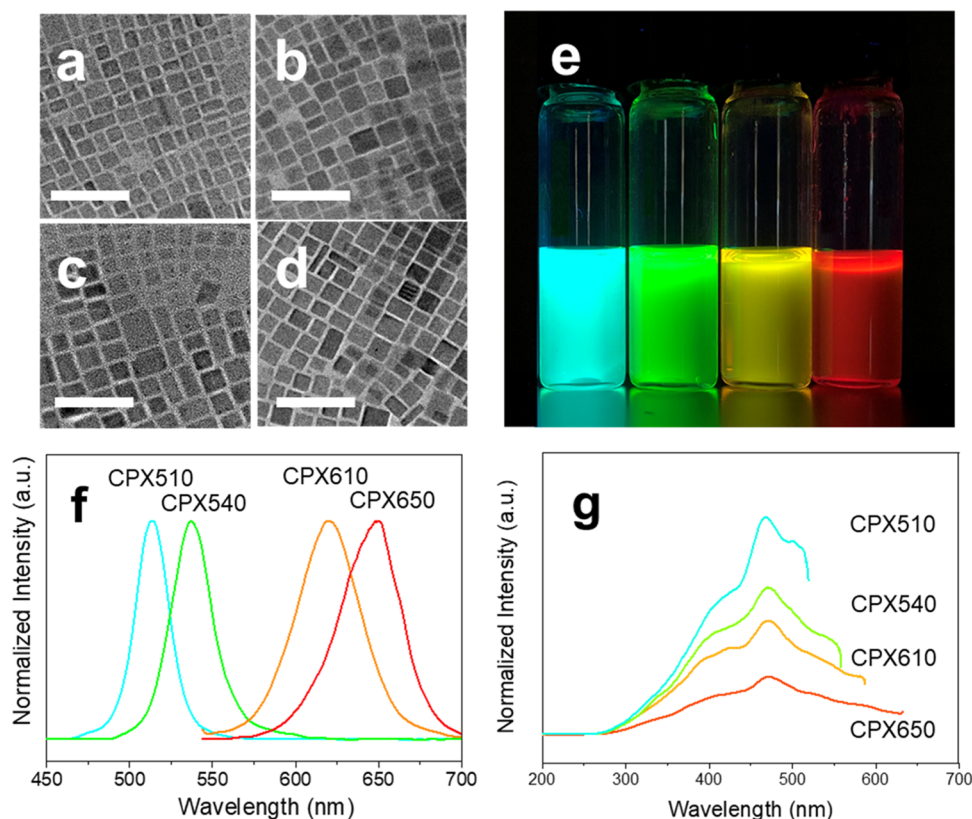 a
b
c
d
e
f
CPX510
CPX540
CPX610
CPX650
Normalized Intensity (a.u.)
450 500 550 600 650 700
Wavelength (nm)
g
CPX510
CPX540
CPX610
CPX650
Normalized Intensity (a.u.)
200 300 400 500 600 700
Wavelength (nm)